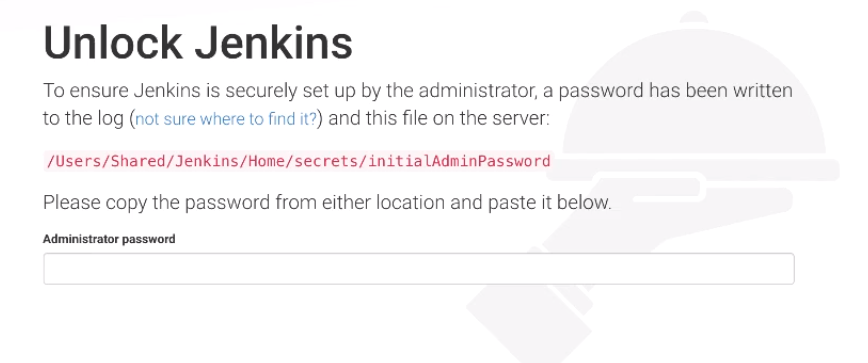 Unlock Jenkins
To ensure Jenkins is securely set up by the administrator, a password has been written
to the log (not sure where to find it?) and this file on the server:
/Users/Shared/Jenkins/Home/secrets/initialAdminPassword
Please copy the password from either location and paste it below.
Administrator password